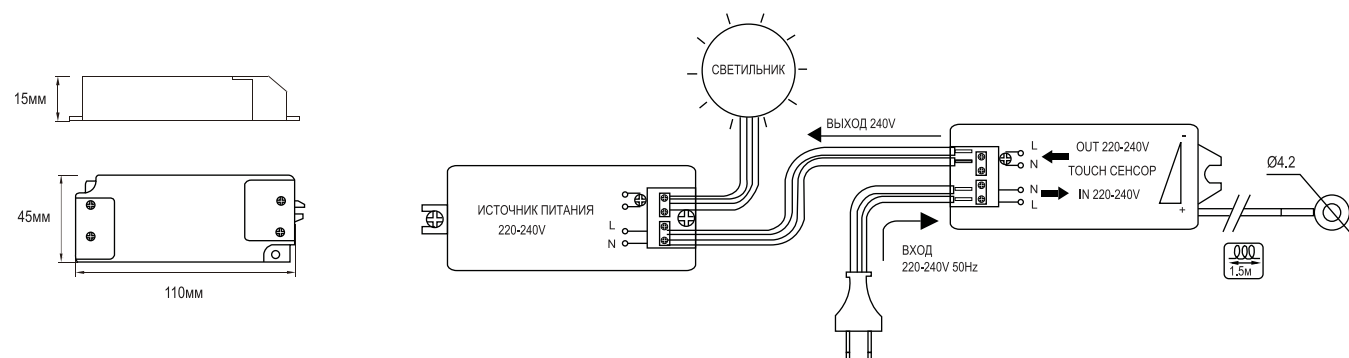 15мм
45мм
110мм
СВЕТИЛЬНИК
ИСТОЧНИК ПИТАНИЯ
220-240V
L
N
ВЫХОД 240V
ВХОД
220-240V 50Hz
L
OUT 220-240V
N
TOUCH СЕНСОР
N
IN 220-240V
L
-
+
Ø4.2
1.5м